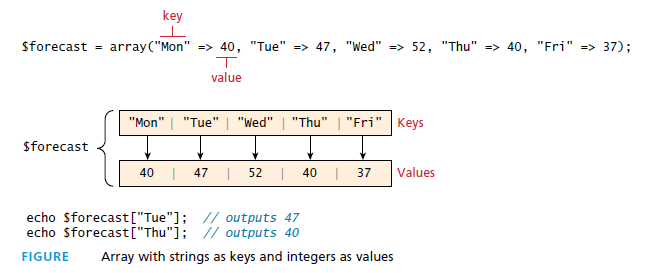 key
$forecast = array("Mon" => 40, "Tue" => 47, "Wed" => 52, "Thu" => 40, "Fri" => 37);
value
"Mon" | "Tue" | "Wed" | "Thu" | "Fri" Keys
$forecast
40 | 47 | 52 | 40 | 37 Values
echo $forecast["Tue"]; // outputs 47
echo $forecast["Thu"]; // outputs 40
FIGURE Array with strings as keys and integers as values